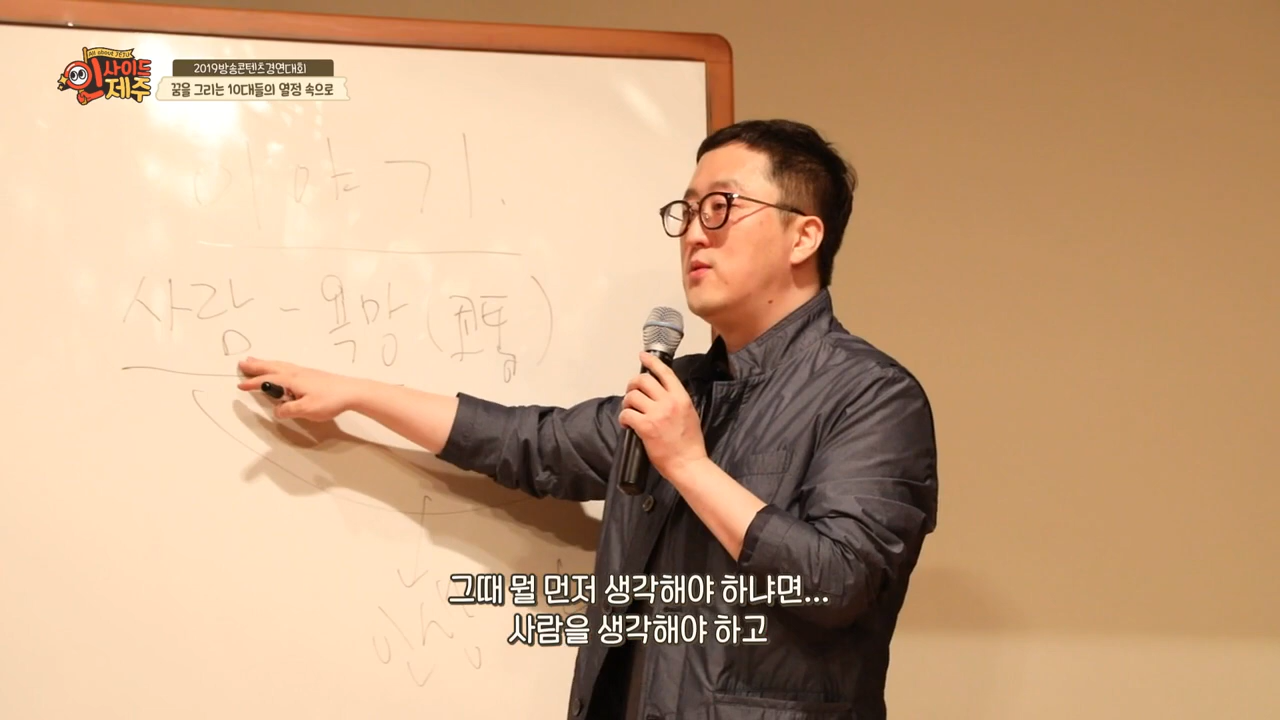 All about JEJU
인사이드
제주
2019방송콘텐츠경연대회
꿈을 그리는 10대들의 열정 속으로
이야기.
사람 - 욕망 (
그때 뭘 먼저 생각해야 하냐면...
사람을 생각해야 하고